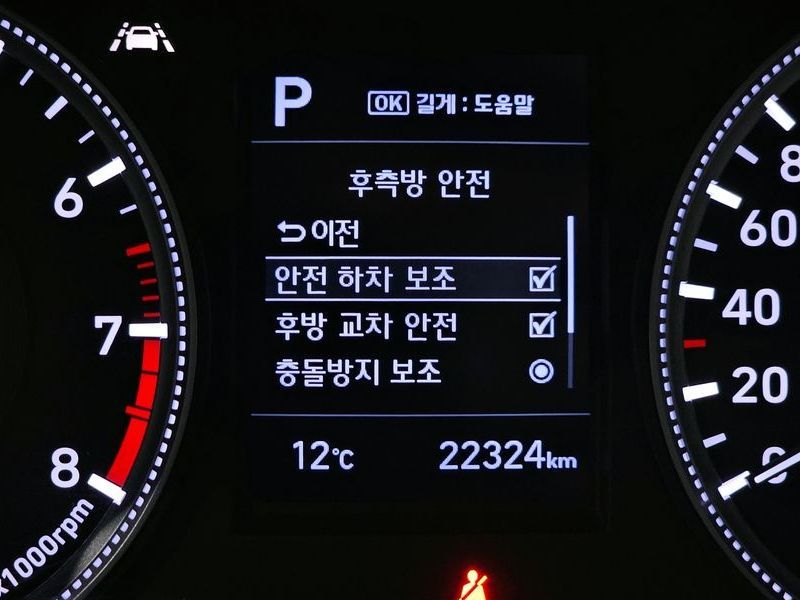 P
OK 길게 : 도움말
후측방 안전
이전
안전 하차 보조
후방 교차 안전
충돌방지 보조
12°C 22324km
6
7
8
x1000rpm
8
60
40
20
0